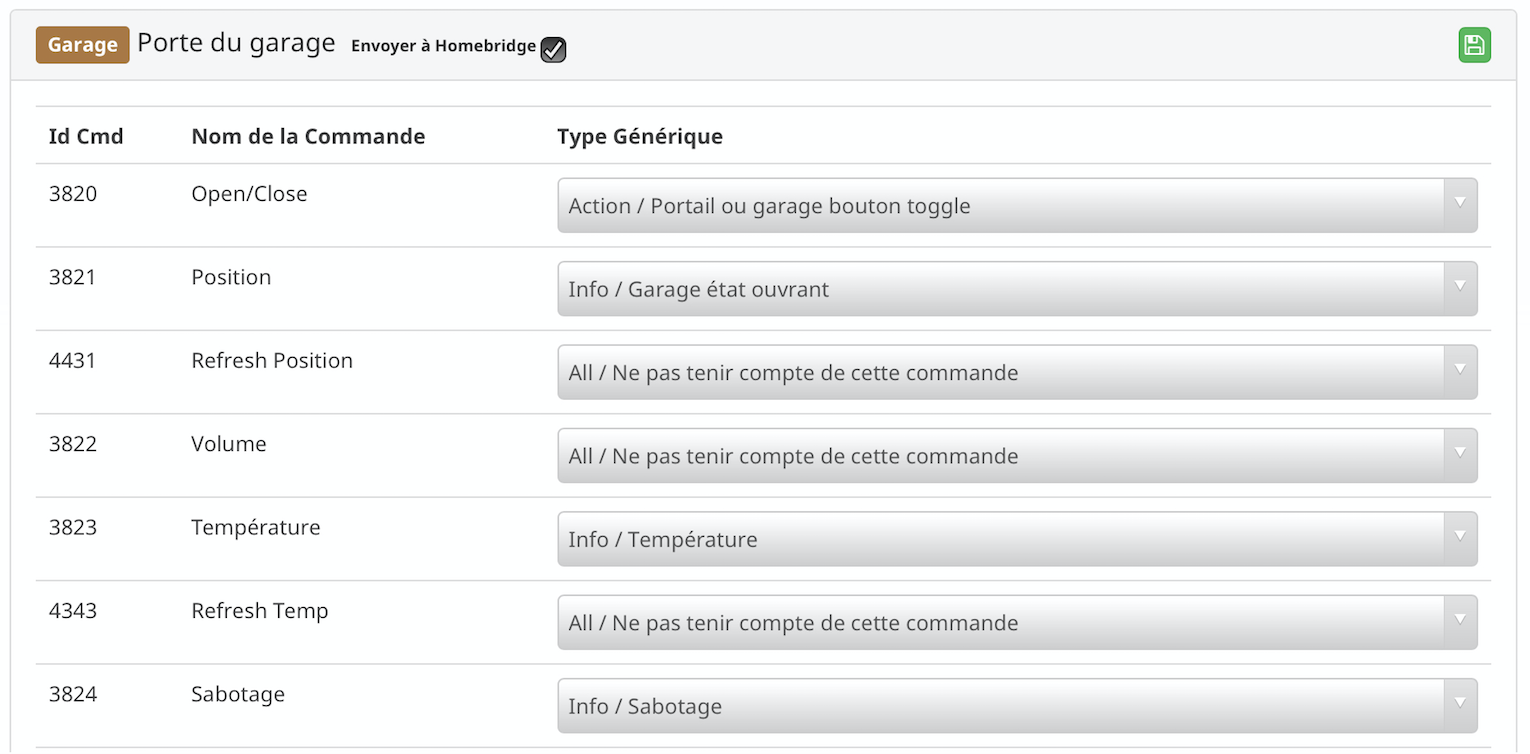 Garage Porte du garage Envoyer à Homebridge
Id Cmd Nom de la Commande Type Générique
3820 Open/Close Action / Portail ou garage bouton toggle
3821 Position Info / Garage état ouvrant
4431 Refresh Position All / Ne pas tenir compte de cette commande
3822 Volume All / Ne pas tenir compte de cette commande
3823 Température Info / Température
4343 Refresh Temp All / Ne pas tenir compte de cette commande
3824 Sabotage Info / Sabotage